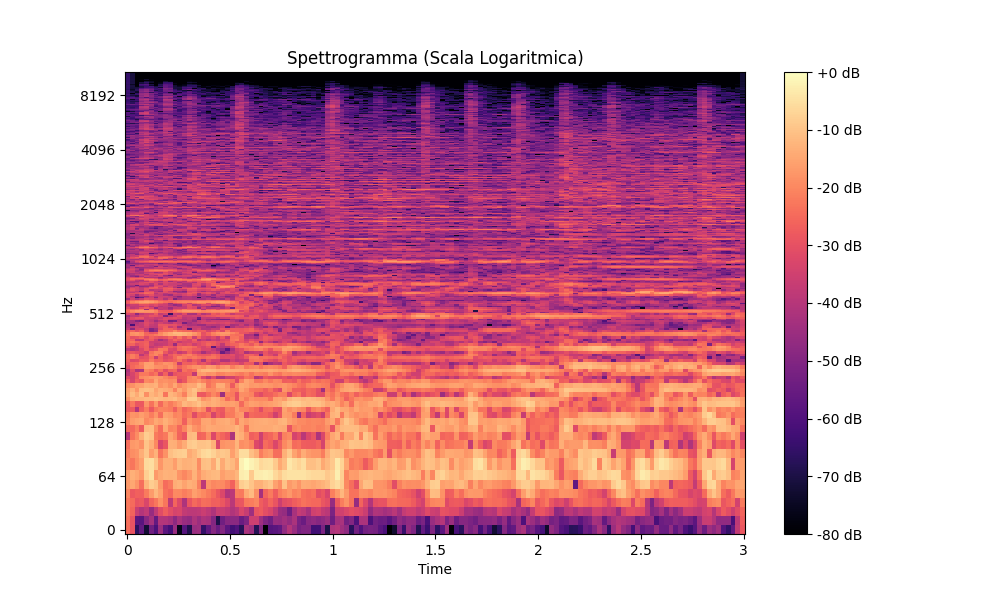 Spettrogramma (Scala Logaritmica)
Hz
8192
4096
2048
1024
512
256
128
64
0
0 0.5 1 1.5 2 2.5 3
Time
+0 dB
-10 dB
-20 dB
-30 dB
-40 dB
-50 dB
-60 dB
-70 dB
-80 dB